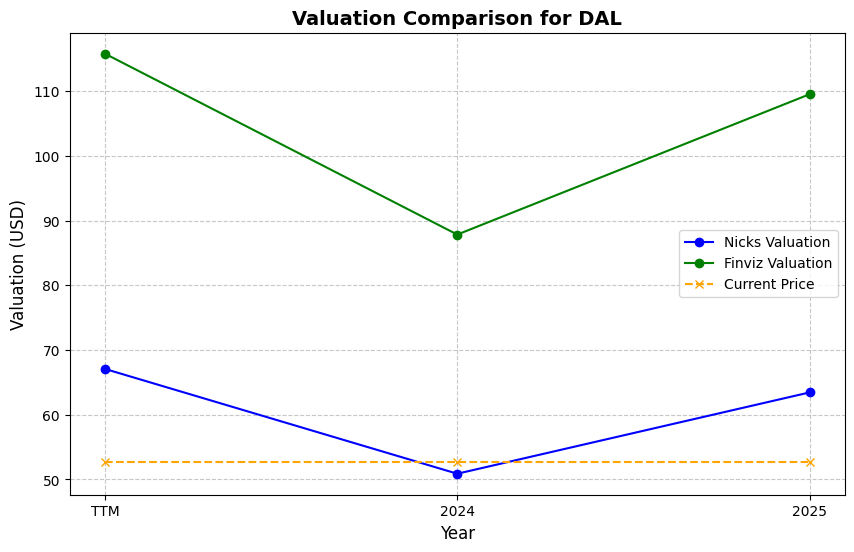 Valuation Comparison for DAL
Valuation (USD)
110
100
90
80
70
60
50
Nicks Valuation
Finviz Valuation
Current Price
TTM
2024
2025
Year